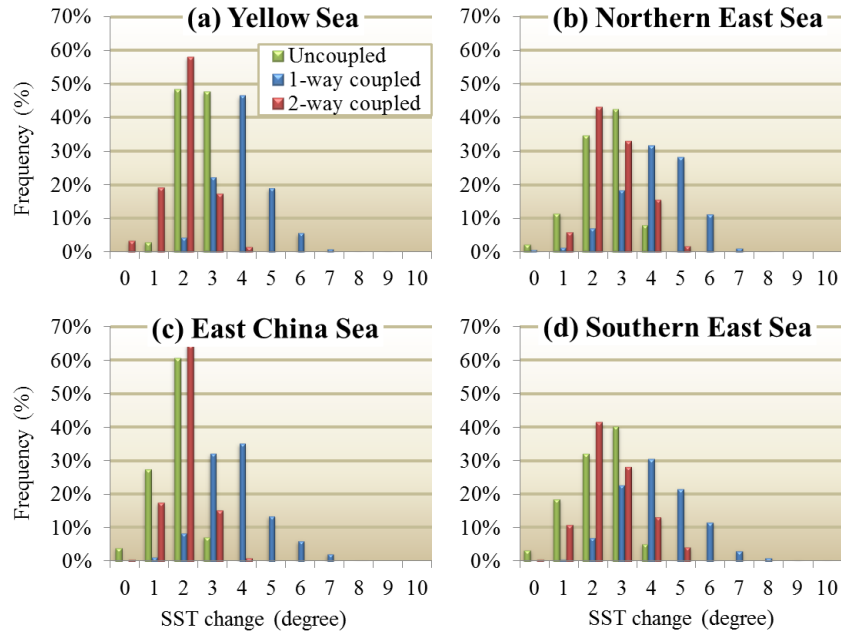 (a) Yellow Sea
70%
60%
50%
40%
30%
20%
10%
0%
Frequency (%)
Uncoupled
1-way coupled
2-way coupled
0 1 2 3 4 5 6 7 8 9 10
(b) Northern East Sea
70%
60%
50%
40%
30%
20%
10%
0%
0 1 2 3 4 5 6 7 8 9 10
(c) East China Sea
70%
60%
50%
40%
30%
20%
10%
0%
Frequency (%)
0 1 2 3 4 5 6 7 8 9 10
SST change (degree)
(d) Southern East Sea
70%
60%
50%
40%
30%
20%
10%
0%
0 1 2 3 4 5 6 7 8 9 10
SST change (degree)